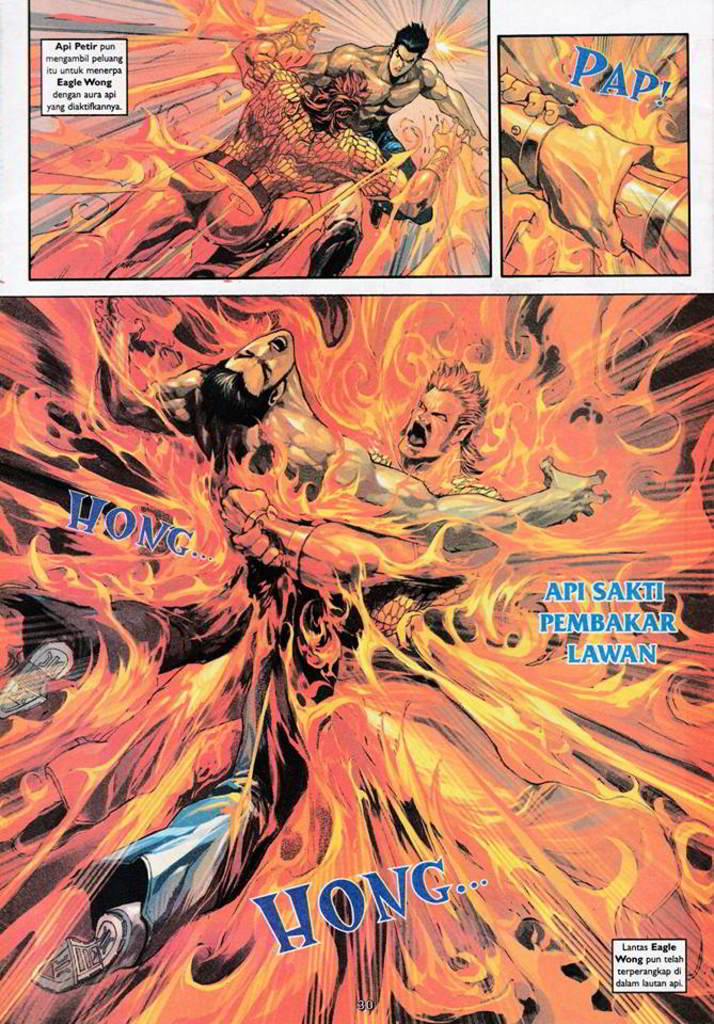 Api Petir pun
mengambil peluang
itu untuk menerpa
Eagle Wong
dengan aura api
yang diaktifkannya.
PAP!
HONG...
API SAKTI
PEMBAKAR
LAWAN
HONG...
Lantas Eagle
Wong pun telah
terperangkap di
dalam lautan api.
30